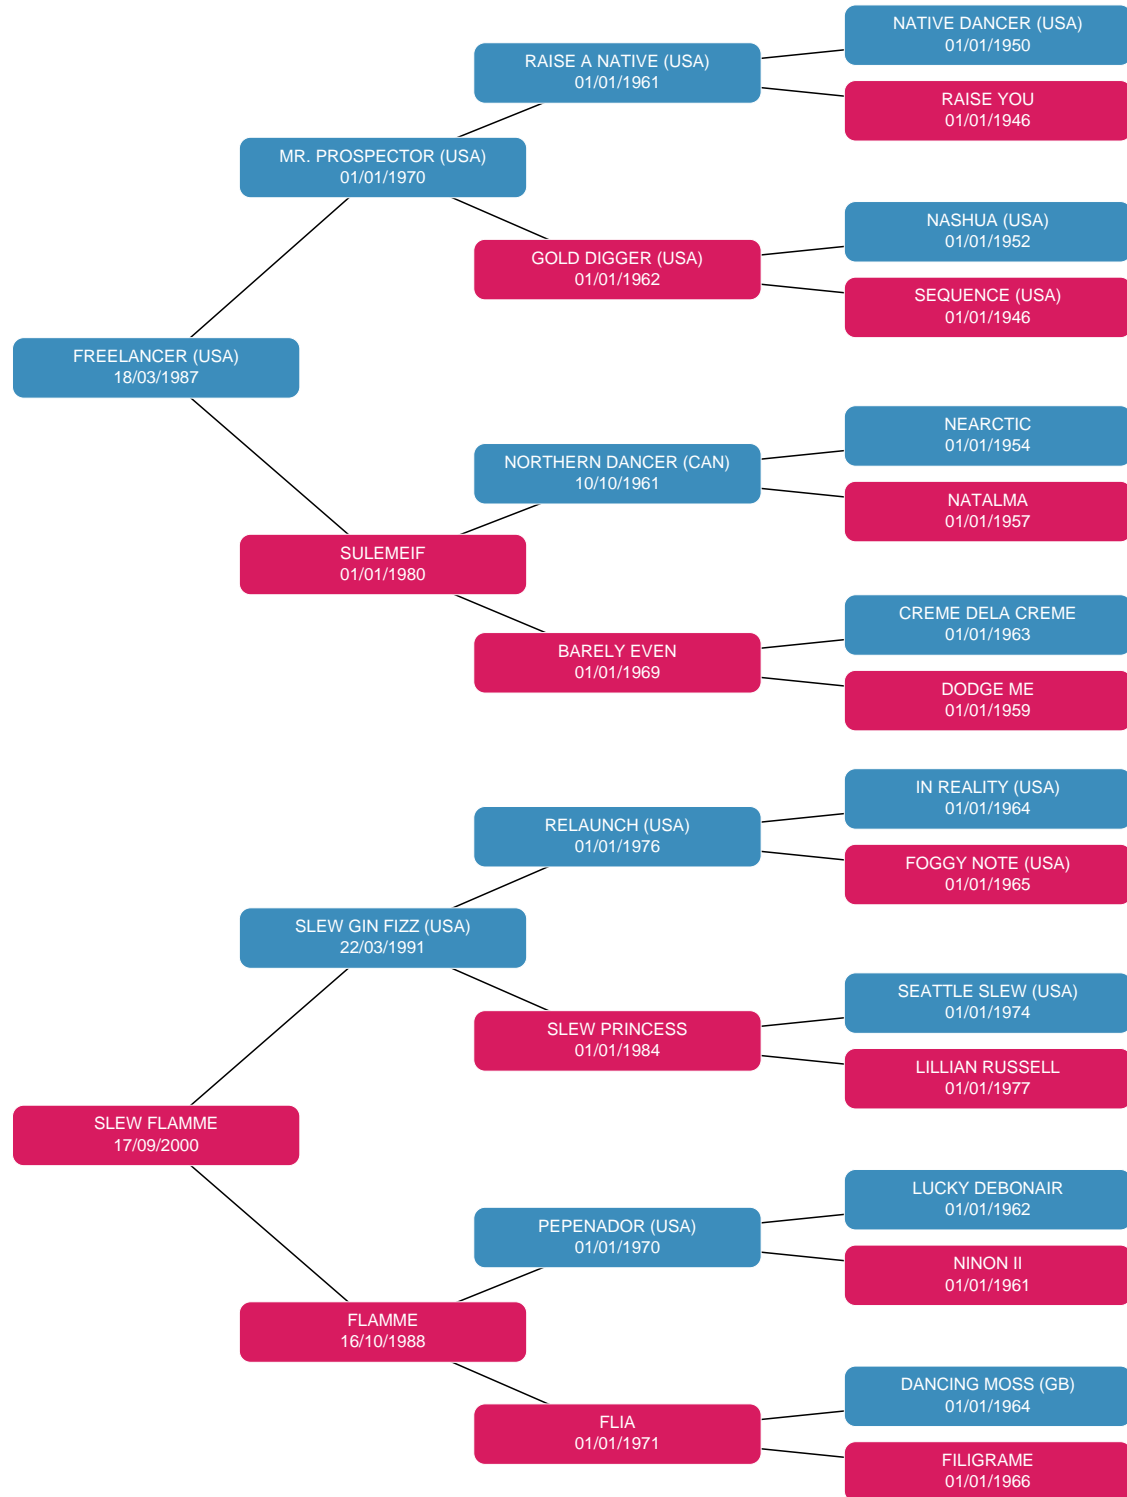 NATIVE DANCER (USA)
01/01/1950
RAISE A NATIVE (USA)
01/01/1961
RAISE YOU
01/01/1946
MR. PROSPECTOR (USA)
01/01/1970
NASHUA (USA)
01/01/1952
GOLD DIGGER (USA)
01/01/1962
SEQUENCE (USA)
01/01/1946
FREELANCER (USA)
18/03/1987
NEARCTIC
01/01/1954
NORTHERN DANCER (CAN)
10/10/1961
NATALMA
01/01/1957
SULEMEIF
01/01/1980
CREME DELA CREME
01/01/1963
BARELY EVEN
01/01/1969
DODGE ME
01/01/1959
IN REALITY (USA)
01/01/1964
RELAUNCH (USA)
01/01/1976
FOGGY NOTE (USA)
01/01/1965
SLEW GIN FIZZ (USA)
22/03/1991
SEATTLE SLEW (USA)
01/01/1974
SLEW PRINCESS
01/01/1984
LILLIAN RUSSELL
01/01/1977
SLEW FLAMME
17/09/2000
LUCKY DEBONAIR
01/01/1962
PEPENADOR (USA)
01/01/1970
NINON II
01/01/1961
FLAMME
16/10/1988
DANCING MOSS (GB)
01/01/1964
FLIA
01/01/1971
FILIGRAME
01/01/1966